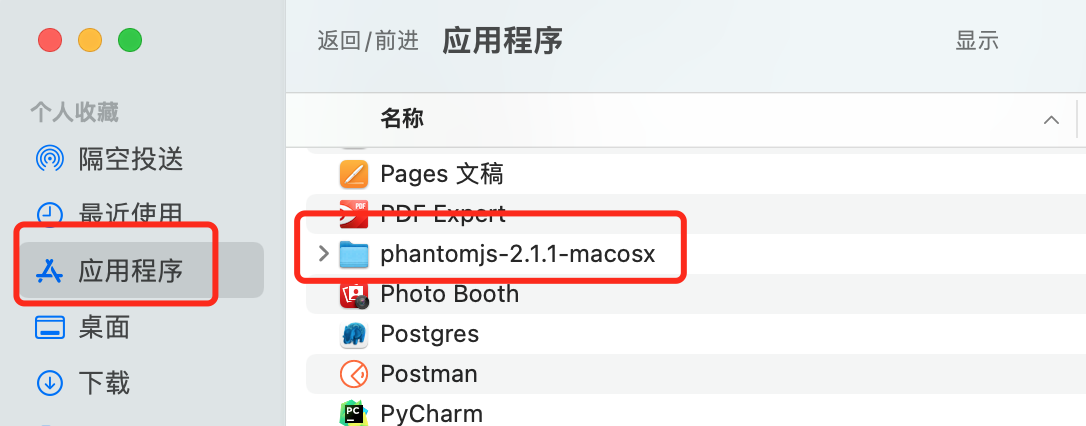 返回/前进 应用程序 显示
个人收藏
隔空投送
最近使用
应用程序
桌面
下载
名称
Pages 文稿
PDF Expert
phantomjs-2.1.1-macosx
Photo Booth
Postgres
Postman
PyCharm